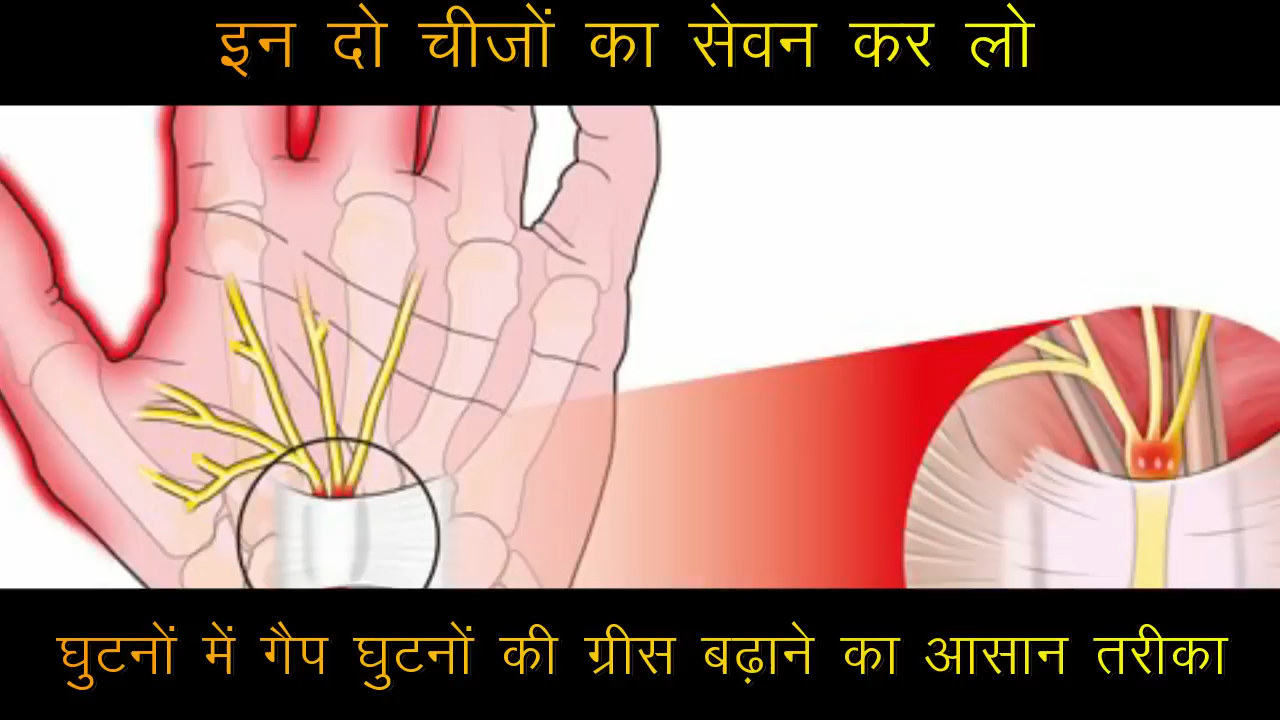 इन दो चीजों का सेवन कर लो
घुटनों में गैप घुटनों की ग्रीस बढ़ाने का आसान तरीका